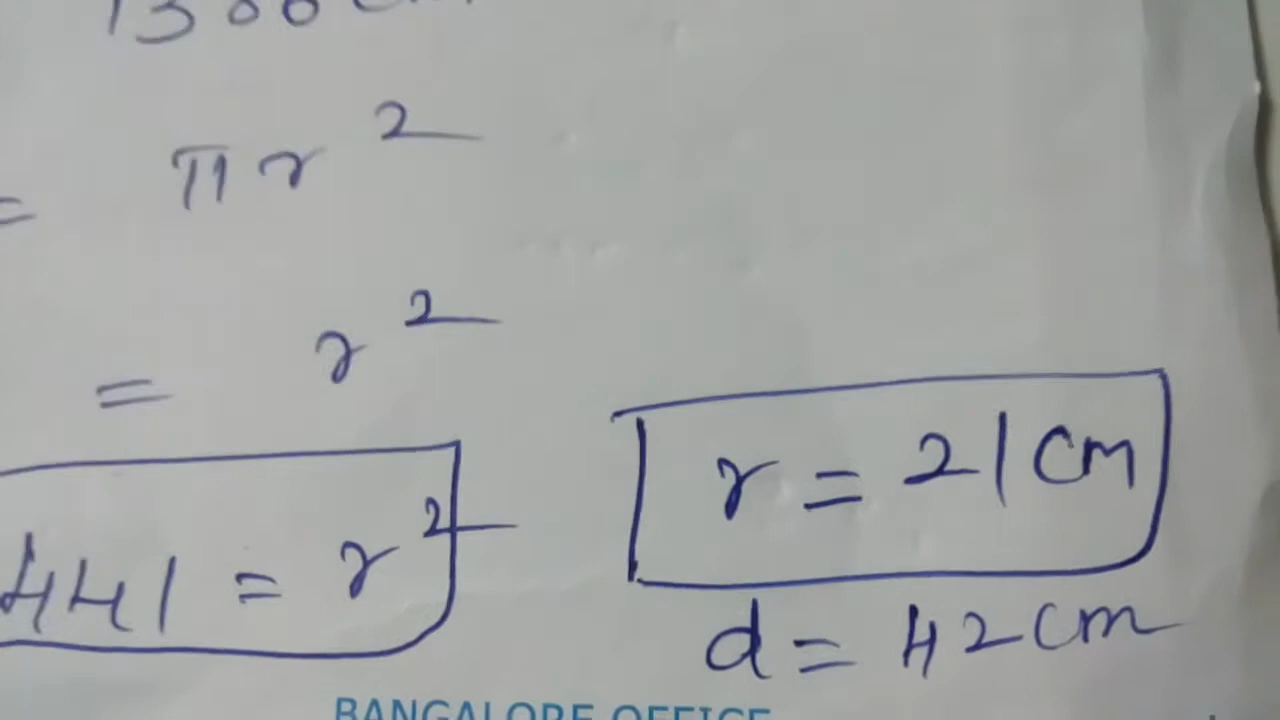 = πr²
= r²
441 = r²
r = 21 cm
d = 42 cm
BANGALORE OFFICE